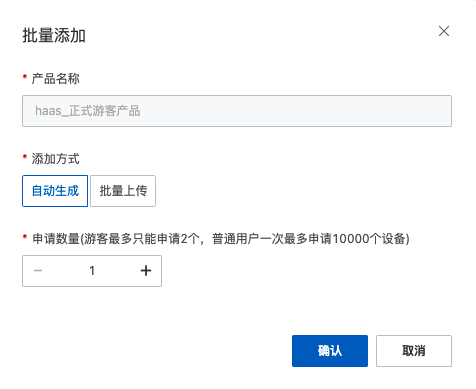 批量添加
* 产品名称
haas_正式游客产品
* 添加方式
自动生成 批量上传
* 申请数量(游客最多只能申请2个，普通用户一次最多申请10000个设备)
− 1 +
确认 取消